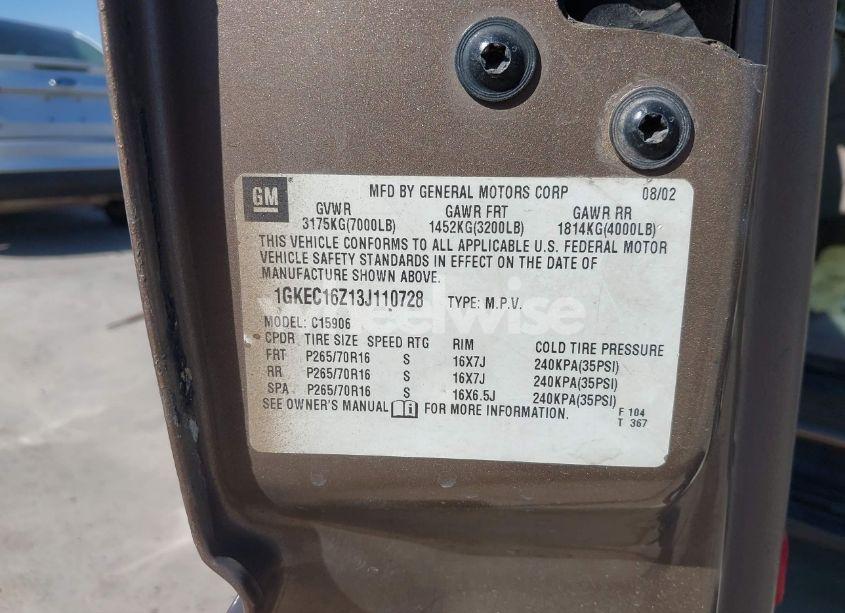 GM
MFD BY GENERAL MOTORS CORP 08/02
GVWR GAWR FRT GAWR RR
3175KG(7000LB) 1452KG(3200LB) 1814KG(4000LB)
THIS VEHICLE CONFORMS TO ALL APPLICABLE U.S. FEDERAL MOTOR
VEHICLE SAFETY STANDARDS IN EFFECT ON THE DATE OF
MANUFACTURE SHOWN ABOVE.
1GKEC16Z13J110728 TYPE: M.P.V.
wheelwise
MODEL: C15906
CPDR TIRE SIZE SPEED RTG RIM COLD TIRE PRESSURE
FRT P265/70R16 S 16X7J 240KPA(35PSI)
RR P265/70R16 S 16X7J 240KPA(35PSI)
SPA P265/70R16 S 16X6.5J 240KPA(35PSI)
SEE OWNER'S MANUAL FOR MORE INFORMATION.
F 104
T 367